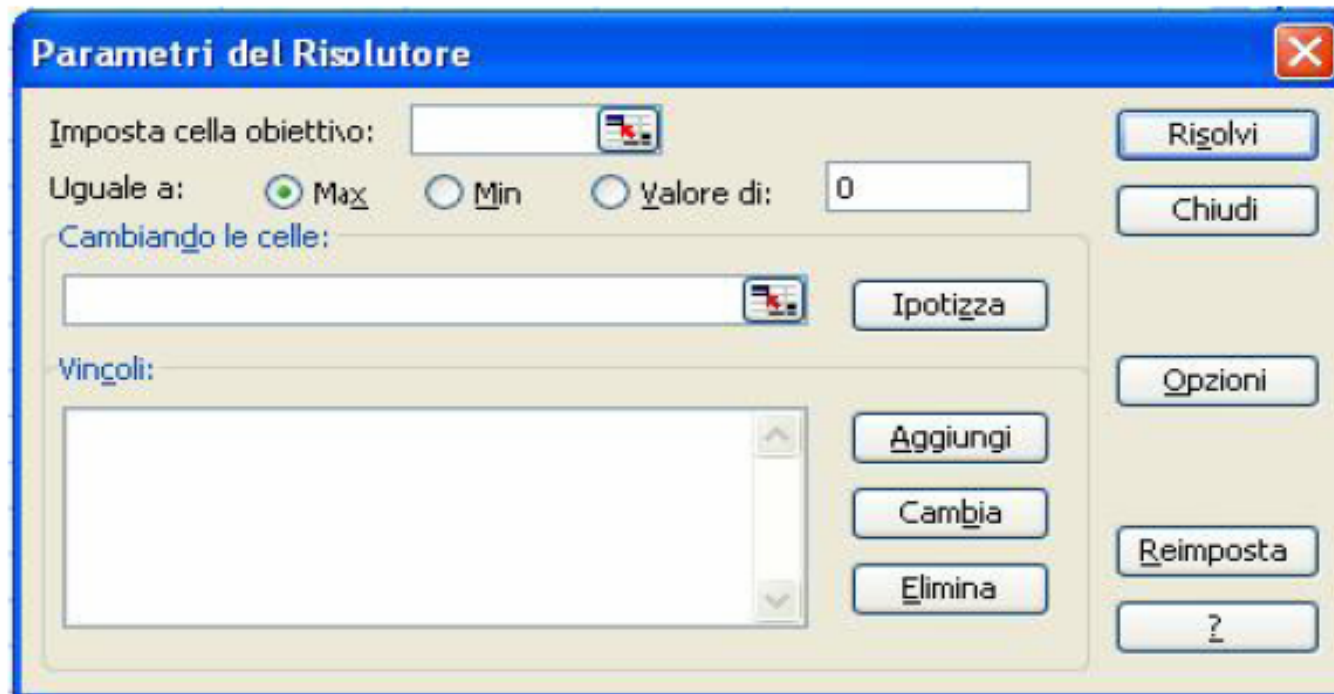 Parametri del Risolutore
Imposta cella obiettivo:
Risolvi
Uguale a: Max Min Valore di: 0
Chiudi
Cambiando le celle:
Ipotizza
Vincoli:
Opzioni
Aggiungi
Cambia
Reimposta
Elimina
?